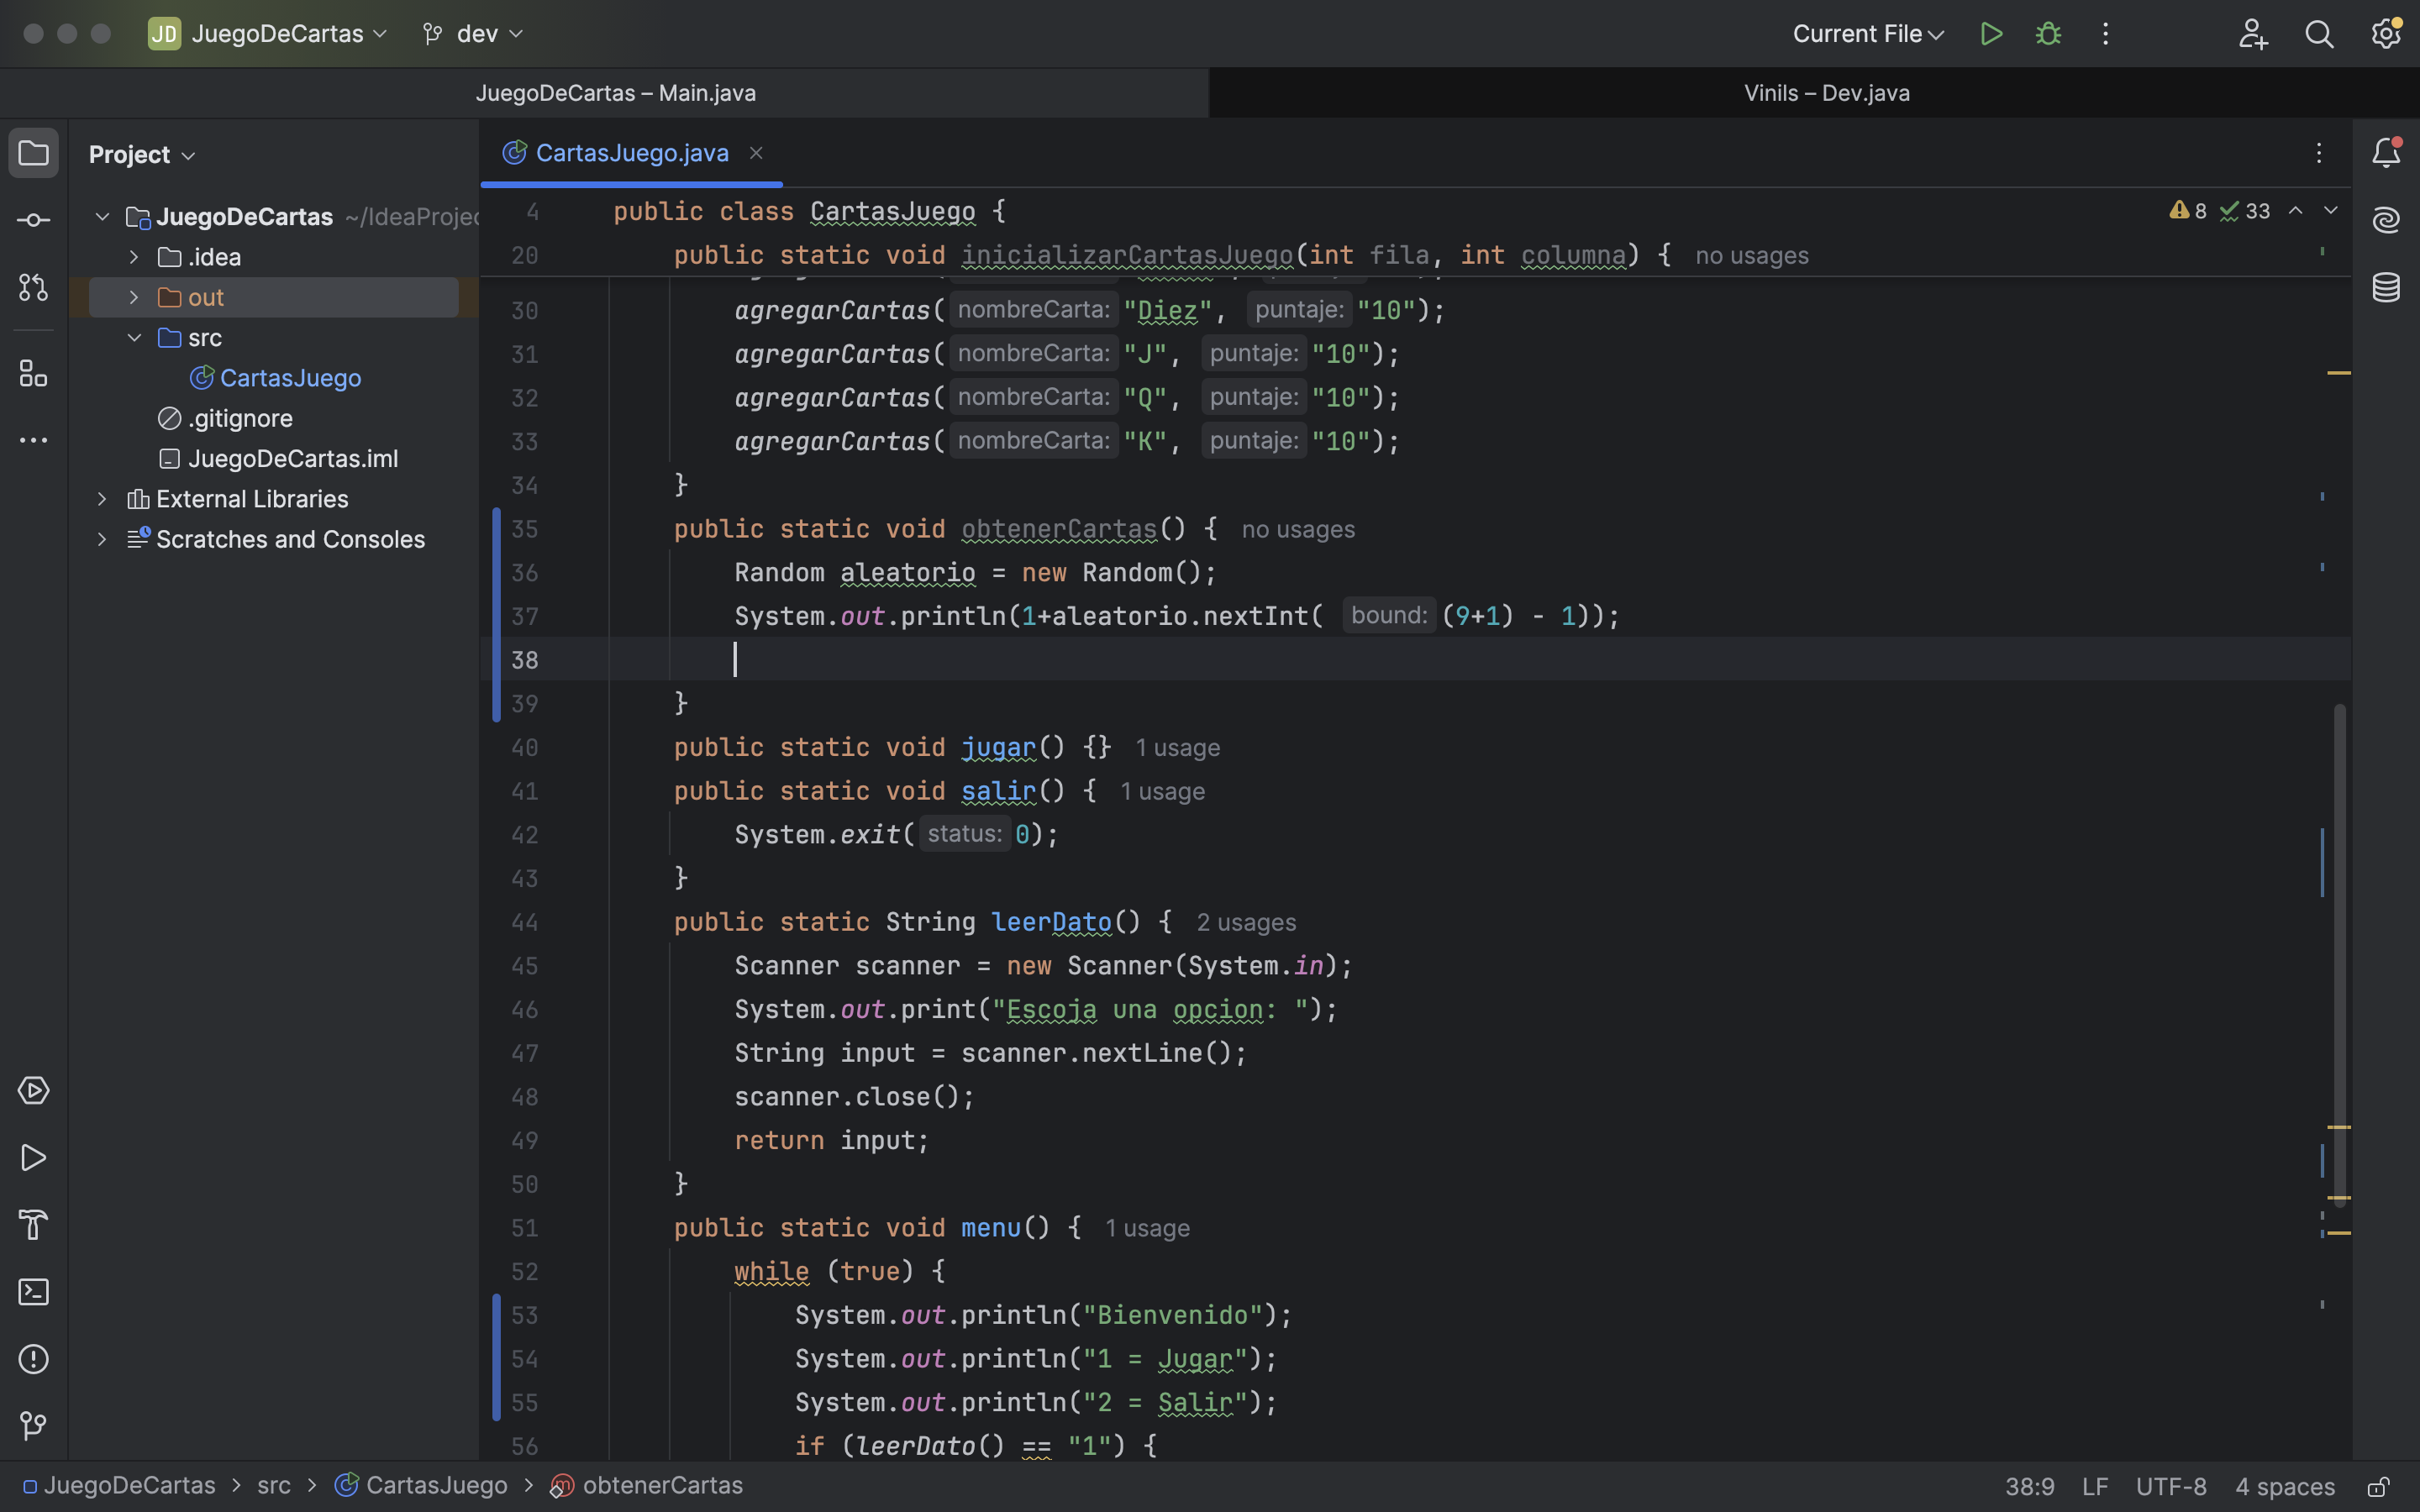 JD JuegoDeCartas dev Current File
JuegoDeCartas – Main.java Vinils – Dev.java
Project
JuegoDeCartas ~/IdeaProjec
.idea
out
src
CartasJuego
.gitignore
JuegoDeCartas.iml
External Libraries
Scratches and Consoles
CartasJuego.java
8 33
4 public class CartasJuego {
20 public static void inicializarCartasJuego(int fila, int columna) { no usages
30 agregarCartas( nombreCarta: "Diez", puntaje: "10");
31 agregarCartas( nombreCarta: "J", puntaje: "10");
32 agregarCartas( nombreCarta: "Q", puntaje: "10");
33 agregarCartas( nombreCarta: "K", puntaje: "10");
34 }
35 public static void obtenerCartas() { no usages
36 Random aleatorio = new Random();
37 System.out.println(1+aleatorio.nextInt( bound: (9+1) - 1));
38
39 }
40 public static void jugar() {} 1 usage
41 public static void salir() { 1 usage
42 System.exit( status: 0);
43 }
44 public static String leerDato() { 2 usages
45 Scanner scanner = new Scanner(System.in);
46 System.out.print("Escoja una opcion: ");
47 String input = scanner.nextLine();
48 scanner.close();
49 return input;
50 }
51 public static void menu() { 1 usage
52 while (true) {
53 System.out.println("Bienvenido");
54 System.out.println("1 = Jugar");
55 System.out.println("2 = Salir");
56 if (leerDato() == "1") {
JuegoDeCartas > src > CartasJuego > obtenerCartas 38:9 LF UTF-8 4 spaces